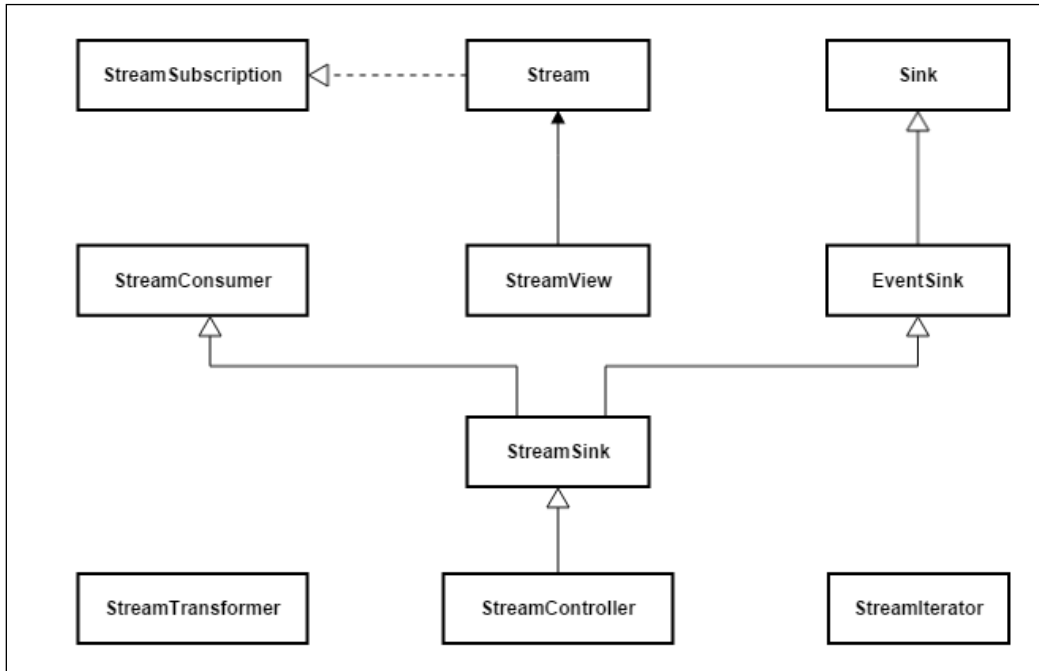 StreamSubscription
Stream
Sink
StreamConsumer
StreamView
EventSink
StreamSink
StreamTransformer
StreamController
StreamIterator